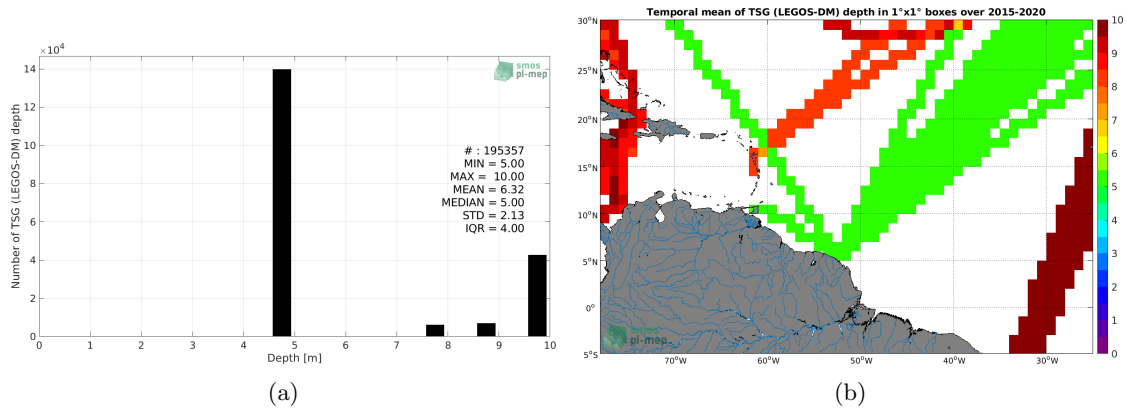 ×10⁴
14
12
10
8
6
4
2
0
Number of TSG (LEGOS-DM) depth
smos
pi-mep
# : 195357
MIN = 5.00
MAX = 10.00
MEAN = 6.32
MEDIAN = 5.00
STD = 2.13
IQR = 4.00
0 1 2 3 4 5 6 7 8 9 10
Depth [m]
(a)
Temporal mean of TSG (LEGOS-DM) depth in 1°x1° boxes over 2015-2020
30°N
25°N
20°N
15°N
10°N
5°N
0°
5°S
70°W 60°W 50°W 40°W 30°W
smos
pi-mep
10
9
8
7
6
5
4
3
2
1
0
(b)